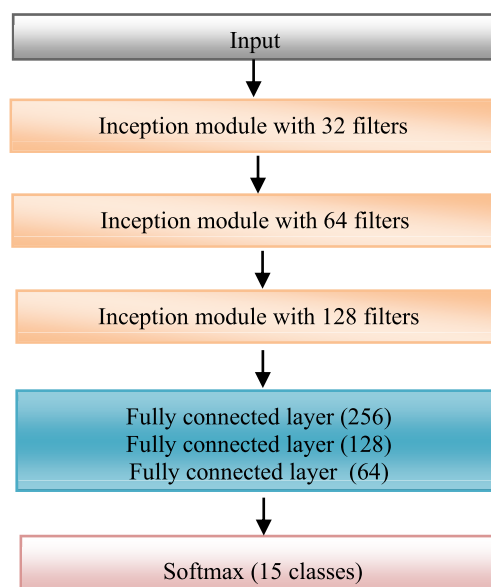 Input
Inception module with 32 filters
Inception module with 64 filters
Inception module with 128 filters
Fully connected layer (256)
Fully connected layer (128)
Fully connected layer (64)
Softmax (15 classes)